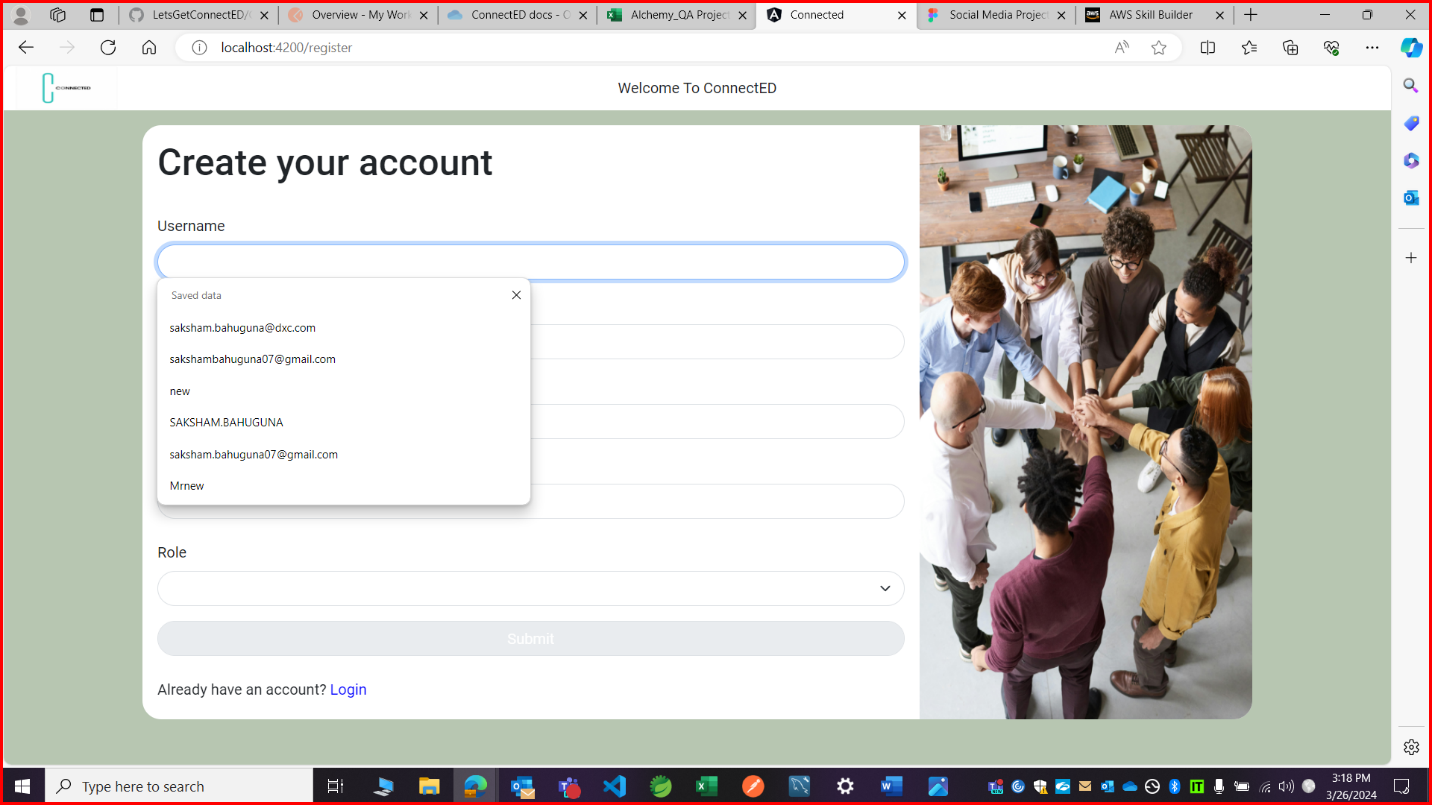 LetsGetConnectED/
Overview - My Work
ConnectED docs - O
Alchemy_QA Project
Connected
Social Media Project
aws
AWS Skill Builder
localhost:4200/register
CONNECTED
Welcome To ConnectED
Create your account
Username
Saved data
saksham.bahuguna@dxc.com
sakshambahuguna07@gmail.com
new
SAKSHAM.BAHUGUNA
saksham.bahuguna07@gmail.com
Mrnew
Role
Submit
Already have an account? Login
Type here to search
3:18 PM
3/26/2024